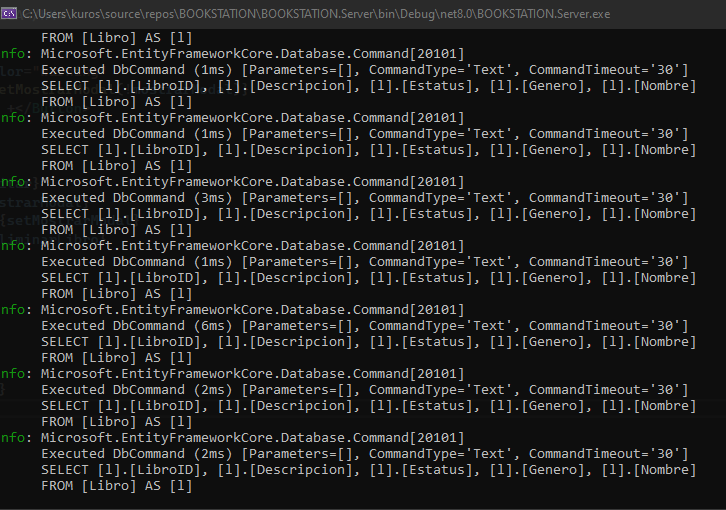 C:\Users\kuros\source\repos\BOOKSTATION\BOOKSTATION.Server\bin\Debug\net8.0\BOOKSTATION.Server.exe
FROM [Libro] AS [l]
nfo: Microsoft.EntityFrameworkCore.Database.Command[20101]
Executed DbCommand (1ms) [Parameters=[], CommandType='Text', CommandTimeout='30']
SELECT [l].[LibroID], [l].[Descripcion], [l].[Estatus], [l].[Genero], [l].[Nombre]
FROM [Libro] AS [l]
nfo: Microsoft.EntityFrameworkCore.Database.Command[20101]
Executed DbCommand (1ms) [Parameters=[], CommandType='Text', CommandTimeout='30']
SELECT [l].[LibroID], [l].[Descripcion], [l].[Estatus], [l].[Genero], [l].[Nombre]
FROM [Libro] AS [l]
nfo: Microsoft.EntityFrameworkCore.Database.Command[20101]
Executed DbCommand (3ms) [Parameters=[], CommandType='Text', CommandTimeout='30']
SELECT [l].[LibroID], [l].[Descripcion], [l].[Estatus], [l].[Genero], [l].[Nombre]
FROM [Libro] AS [l]
nfo: Microsoft.EntityFrameworkCore.Database.Command[20101]
Executed DbCommand (1ms) [Parameters=[], CommandType='Text', CommandTimeout='30']
SELECT [l].[LibroID], [l].[Descripcion], [l].[Estatus], [l].[Genero], [l].[Nombre]
FROM [Libro] AS [l]
nfo: Microsoft.EntityFrameworkCore.Database.Command[20101]
Executed DbCommand (6ms) [Parameters=[], CommandType='Text', CommandTimeout='30']
SELECT [l].[LibroID], [l].[Descripcion], [l].[Estatus], [l].[Genero], [l].[Nombre]
FROM [Libro] AS [l]
nfo: Microsoft.EntityFrameworkCore.Database.Command[20101]
Executed DbCommand (2ms) [Parameters=[], CommandType='Text', CommandTimeout='30']
SELECT [l].[LibroID], [l].[Descripcion], [l].[Estatus], [l].[Genero], [l].[Nombre]
FROM [Libro] AS [l]
nfo: Microsoft.EntityFrameworkCore.Database.Command[20101]
Executed DbCommand (2ms) [Parameters=[], CommandType='Text', CommandTimeout='30']
SELECT [l].[LibroID], [l].[Descripcion], [l].[Estatus], [l].[Genero], [l].[Nombre]
FROM [Libro] AS [l]